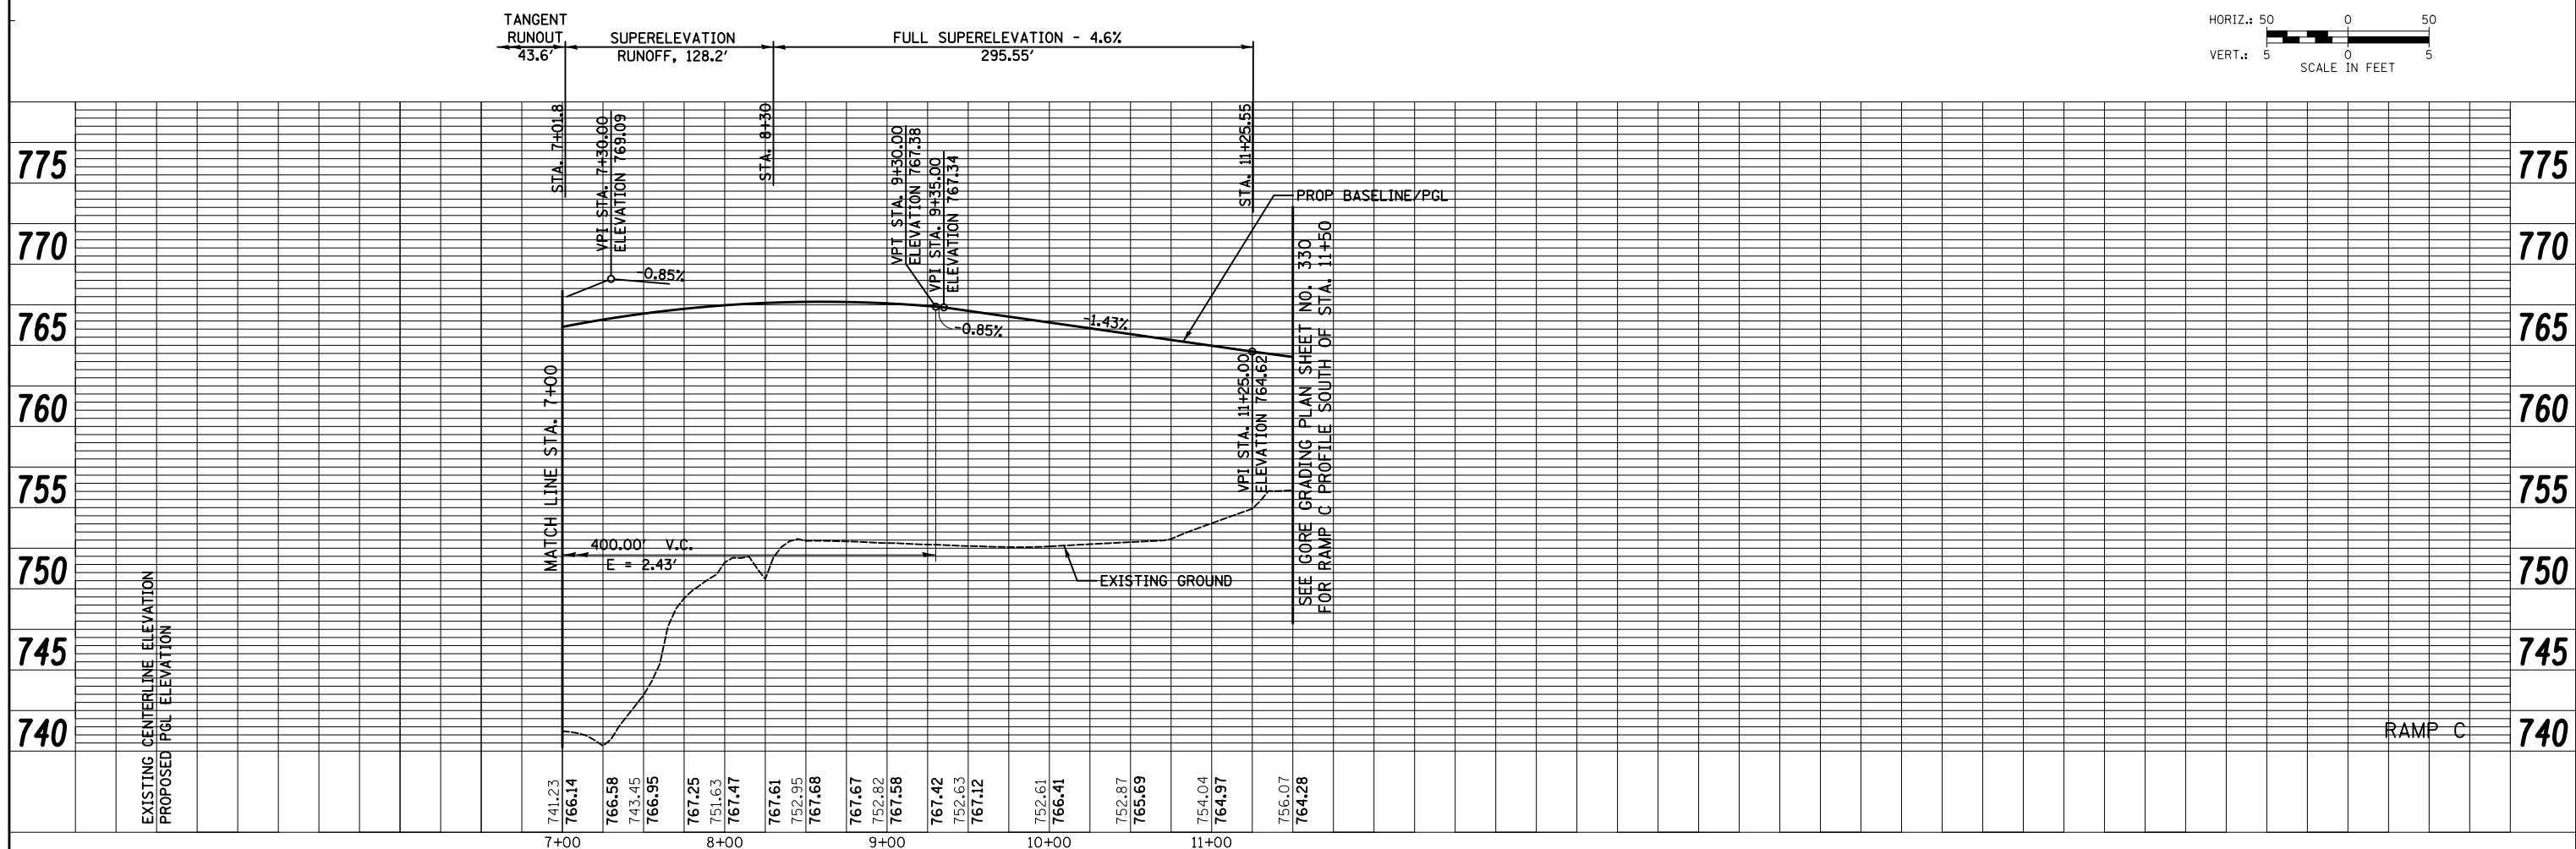 TANGENT
RUNOUT
43.6'
SUPERELEVATION
RUNOFF, 128.2'
FULL SUPERELEVATION - 4.6%
295.55'
HORIZ.: 50 0 50
VERT.: 5 0 5
SCALE IN FEET
STA. 7+01.8
VPI STA. 7+30.00
ELEVATION 769.09
STA. 8+30
VPT STA. 9+30.00
ELEVATION 767.38
VPI STA. 9+35.00
ELEVATION 767.34
STA. 11+25.55
PROP BASELINE/PGL
-0.85%
-0.85%
-1.43%
775 775
770 770
765 765
760 760
755 755
750 750
745 745
740 740
MATCH LINE STA. 7+00
400.00' V.C.
E = 2.43'
EXISTING GROUND
VPI STA. 11+25.00
ELEVATION 764.62
SEE GORE GRADING PLAN SHEET NO. 330
FOR RAMP C PROFILE SOUTH OF STA. 11+50
RAMP C
EXISTING CENTERLINE ELEVATION
PROPOSED PGL ELEVATION
741.23
766.14
766.58
743.45
766.95
767.25
751.63
767.47
767.61
752.95
767.68
767.67
752.82
767.58
767.42
752.63
767.12
752.61
766.41
752.87
765.69
754.04
764.97
756.07
764.28
7+00 8+00 9+00 10+00 11+00